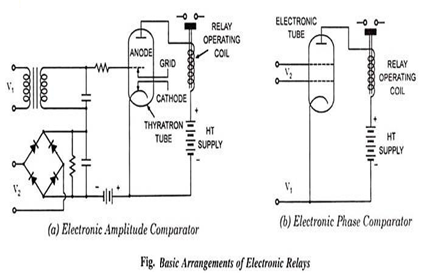 V1
V2
ANODE
GRID
CATHODE
THYRATRON
TUBE
RELAY
OPERATING
COIL
+
HT
SUPPLY
-
- +
(a) Electronic Amplitude Comparator
ELECTRONIC
TUBE
V2
V1
RELAY
OPERATING
COIL
+
HT
SUPPLY
-
(b) Electronic Phase Comparator
Fig. Basic Arrangements of Electronic Relays